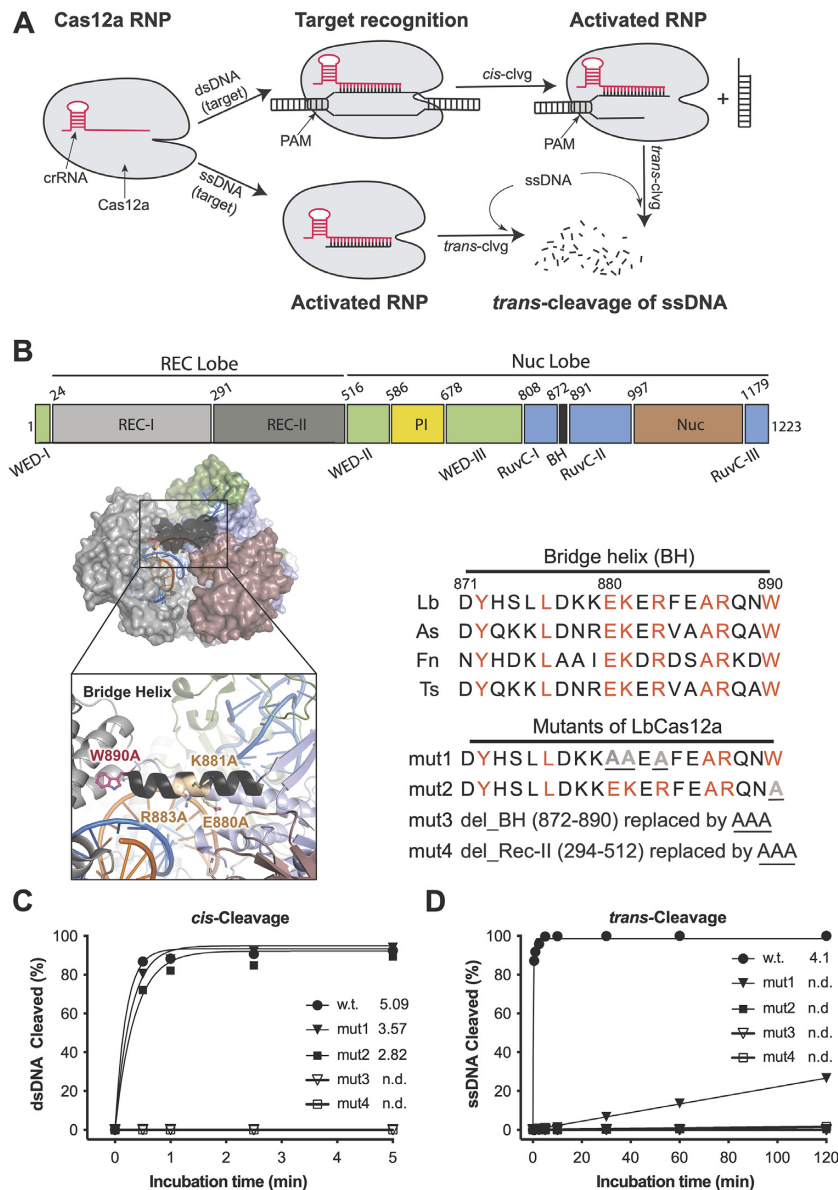 A
Cas12a RNP
Target recognition
Activated RNP
dsDNA
(target)
cis-clvg
PAM
+
PAM
crRNA
Cas12a
ssDNA
(target)
ssDNA
trans-clvg
trans-clvg
Activated RNP
trans-cleavage of ssDNA
B
REC Lobe
Nuc Lobe
24 291 516 586 678 808 872 891 997 1179
1 REC-I REC-II PI Nuc 1223
WED-I WED-II WED-III RuvC-I BH RuvC-II RuvC-III
Bridge helix (BH)
871 880 890
Lb DYHSLLDKKEKERFEARQNW
As DYQKKLDNREKERVAARQAW
Fn NYHDKLAAIEKDRDSARKDW
Ts DYQKKLDNREKERVAARQAW
Mutants of LbCas12a
mut1 DYHSLLDKKAAEAFEARQNW
mut2 DYHSLLDKKEKERFEARQNA
mut3 del_BH (872-890) replaced by AAA
mut4 del_Rec-II (294-512) replaced by AAA
Bridge Helix
W890A
K881A
R883A
E880A
C
cis-Cleavage
dsDNA Cleaved (%)
100
80
60
40
20
0
w.t. 5.09
mut1 3.57
mut2 2.82
mut3 n.d.
mut4 n.d.
0 1 2 3 4 5
Incubation time (min)
D
trans-Cleavage
ssDNA Cleaved (%)
100
80
60
40
20
0
w.t. 4.1
mut1 n.d.
mut2 n.d
mut3 n.d.
mut4 n.d.
0 20 40 60 80 100 120
Incubation time (min)